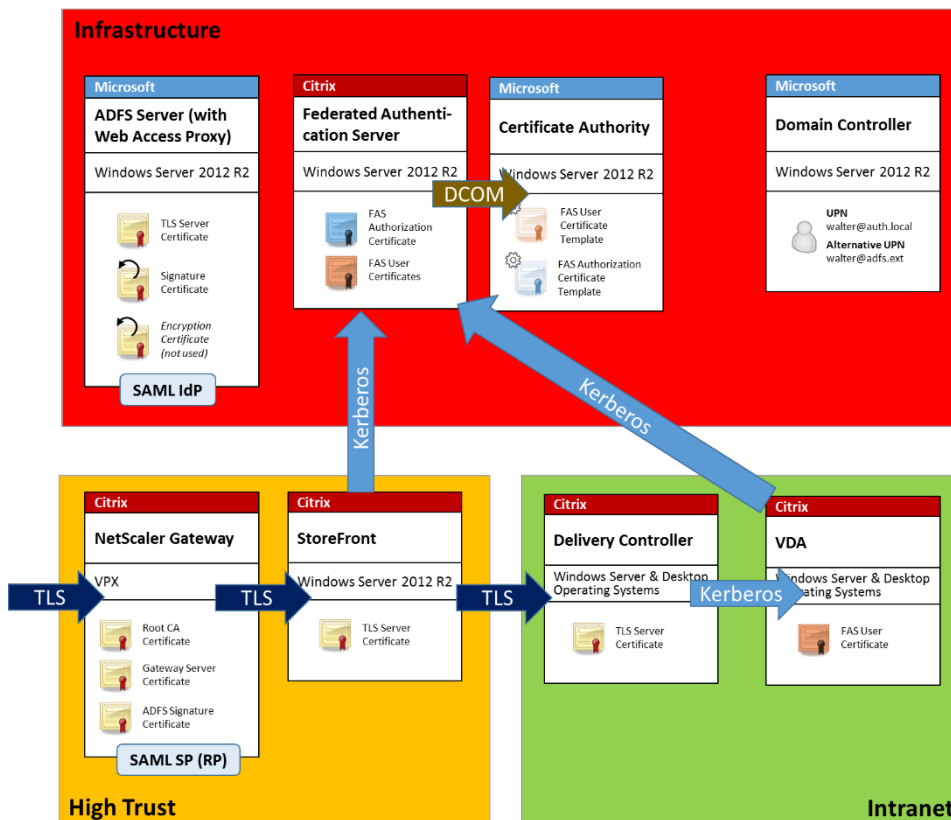 Infrastructure
Microsoft
ADFS Server (with
Web Access Proxy)
Windows Server 2012 R2
TLS Server
Certificate
Signature
Certificate
Encryption
Certificate
(not used)
SAML IdP
Citrix
Federated Authenti-
cation Server
Windows Server 2012 R2
FAS
Authorization
Certificate
FAS User
Certificates
DCOM
Microsoft
Certificate Authority
Windows Server 2012 R2
FAS User
Certificate
Template
FAS Authorization
Certificate
Template
Microsoft
Domain Controller
Windows Server 2012 R2
UPN
walter@auth.local
Alternative UPN
walter@adfs.ext
Kerberos
Kerberos
TLS
Citrix
NetScaler Gateway
VPX
Root CA
Certificate
Gateway Server
Certificate
ADFS Signature
Certificate
SAML SP (RP)
TLS
Citrix
StoreFront
Windows Server 2012 R2
TLS Server
Certificate
High Trust
TLS
Citrix
Delivery Controller
Windows Server & Desktop
Operating Systems
TLS Server
Certificate
Kerberos
Citrix
VDA
Windows Server & Desktop
Operating Systems
FAS User
Certificate
Intranet